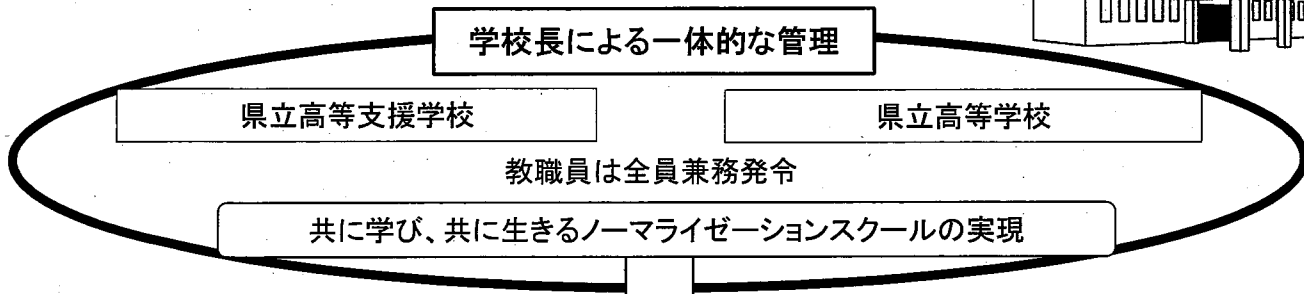 学校長による一体的な管理
県立高等支援学校
県立高等学校
教職員は全員兼務発令
共に学び、共に生きるノーマライゼーションスクールの実現